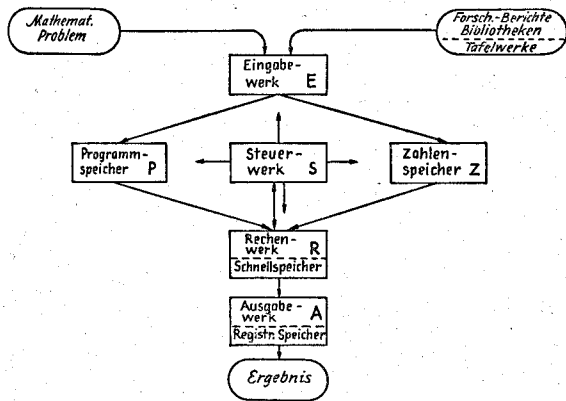 Mathemat.
Problem
Forsch.-Berichte
Bibliotheken
Tafelwerke
Eingabe-
werk E
Programm-
speicher P
Steuer-
werk S
Zahlen-
speicher Z
Rechen-
werk R
Schnellspeicher
Ausgabe-
werk A
Registr. Speicher
Ergebnis